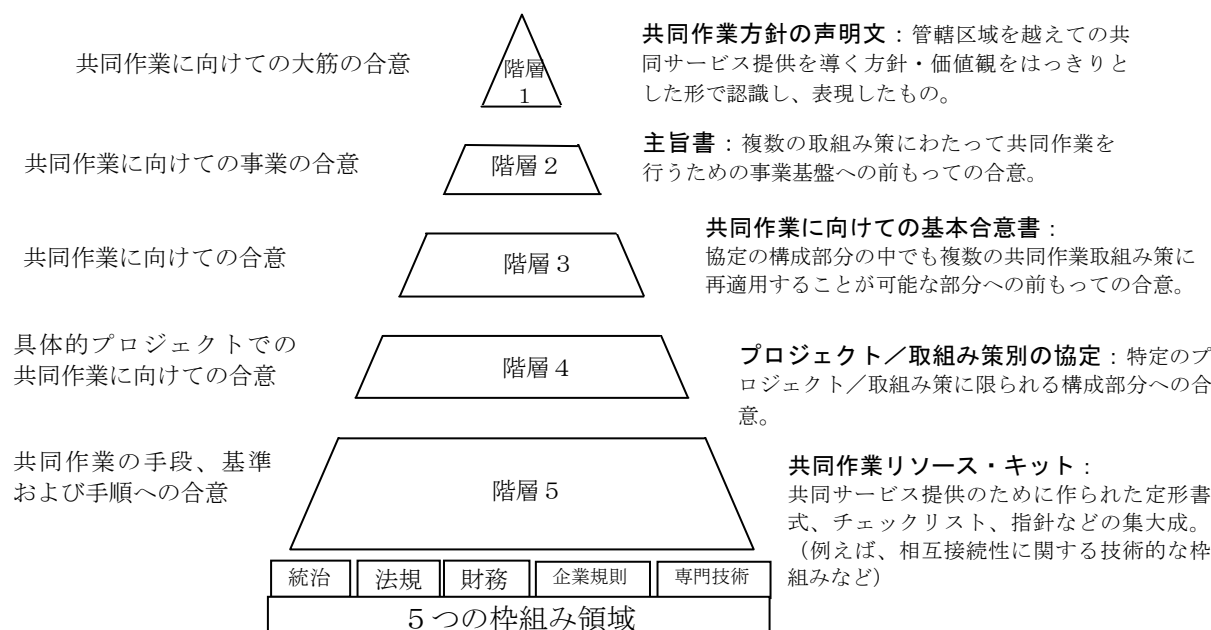 共同作業に向けての大筋の合意
階層
1
共同作業方針の声明文：管轄区域を越えての共
同サービス提供を導く方針・価値観をはっきりと
した形で認識し、表現したもの。
共同作業に向けての事業の合意
階層２
主旨書：複数の取組み策にわたって共同作業を
行うための事業基盤への前もっての合意。
共同作業に向けての合意
階層３
共同作業に向けての基本合意書：
協定の構成部分の中でも複数の共同作業取組み策に
再適用することが可能な部分への前もっての合意。
具体的プロジェクトでの
共同作業に向けての合意
階層４
プロジェクト／取組み策別の協定：特定のプ
ロジェクト／取組み策に限られる構成部分への合
意。
共同作業の手段、基準
および手順への合意
階層５
共同作業リソース・キット：
共同サービス提供のために作られた定形書
式、チェックリスト、指針などの集大成。
（例えば、相互接続性に関する技術的な枠
組みなど）
統治
法規
財務
企業規則
専門技術
５つの枠組み領域